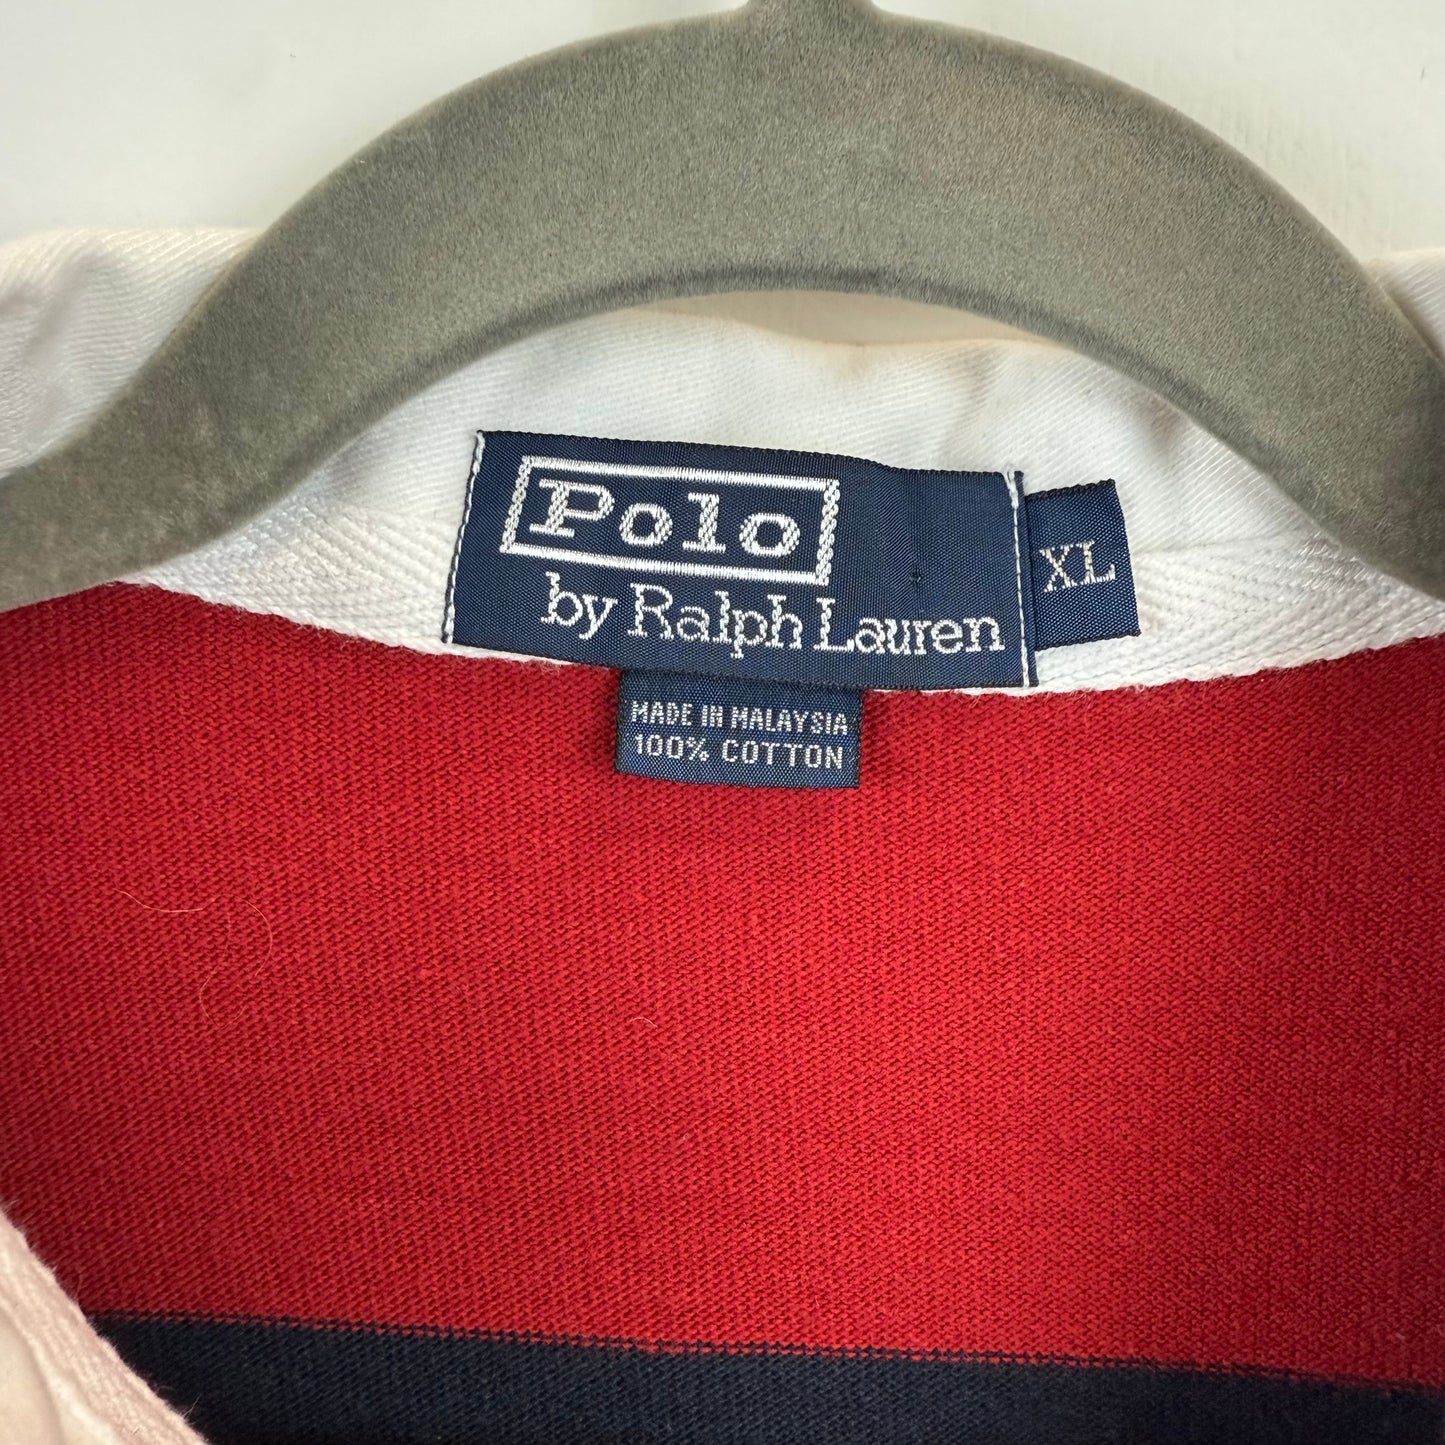 Polo
by Ralph Lauren
XL
MADE IN MALAYSIA
100% COTTON